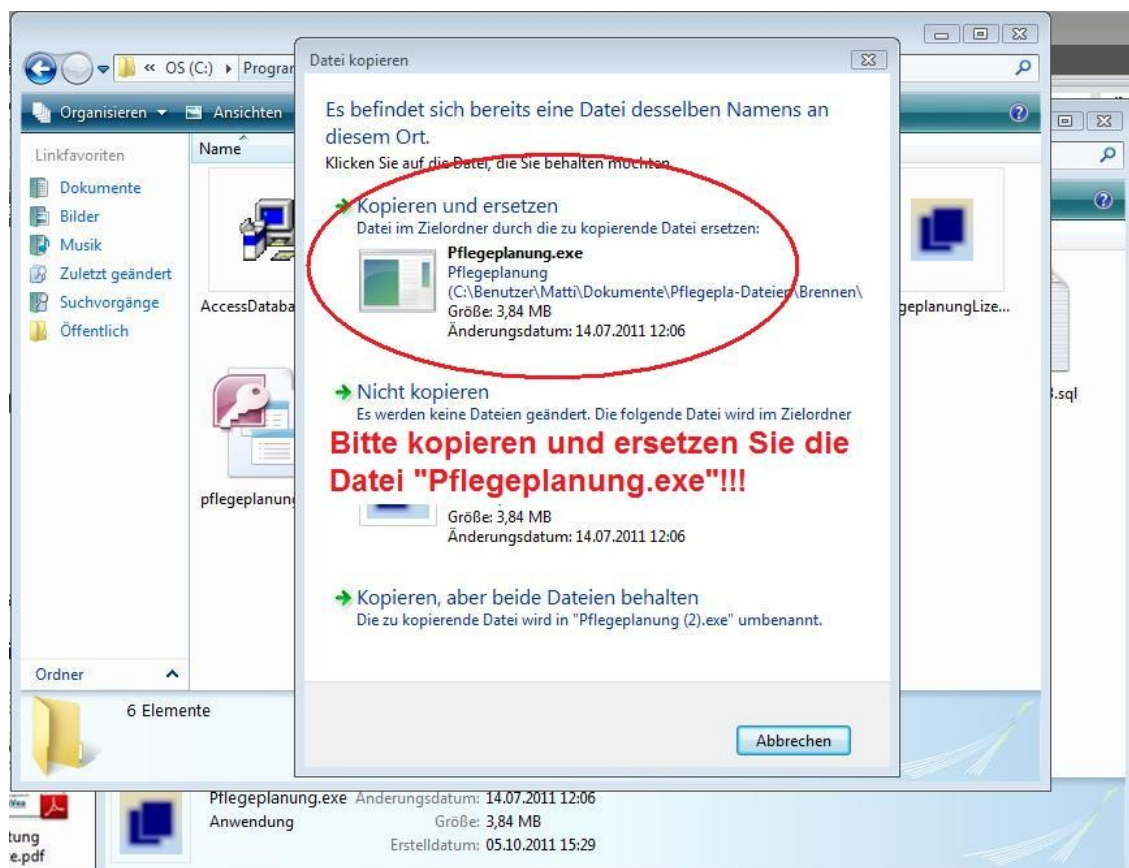 « OS (C:) ▸ Prograr
Datei kopieren
Organisieren
Ansichten
Es befindet sich bereits eine Datei desselben Namens an
diesem Ort.
Klicken Sie auf die Datei, die Sie behalten möchten
Linkfavoriten
Name
Dokumente
Bilder
Musik
Zuletzt geändert
Suchvorgänge
Öffentlich
AccessDataba
geplanungLize...
pflegeplanung
3.sql
Kopieren und ersetzen
Datei im Zielordner durch die zu kopierende Datei ersetzen:
Pflegeplanung.exe
Pflegeplanung
(C:\Benutzer\Matti\Dokumente\Pflegepla-Dateien\Brennen\
Größe: 3,84 MB
Änderungsdatum: 14.07.2011 12:06
Nicht kopieren
Es werden keine Dateien geändert. Die folgende Datei wird im Zielordner
Bitte kopieren und ersetzen Sie die
Datei "Pflegeplanung.exe"!!!
Größe: 3,84 MB
Änderungsdatum: 14.07.2011 12:06
Kopieren, aber beide Dateien behalten
Die zu kopierende Datei wird in "Pflegeplanung (2).exe" umbenannt.
Ordner
6 Elemente
Abbrechen
Pflegeplanung.exe Änderungsdatum: 14.07.2011 12:06
Anwendung Größe: 3,84 MB
Erstelldatum: 05.10.2011 15:29
tung
e.pdf